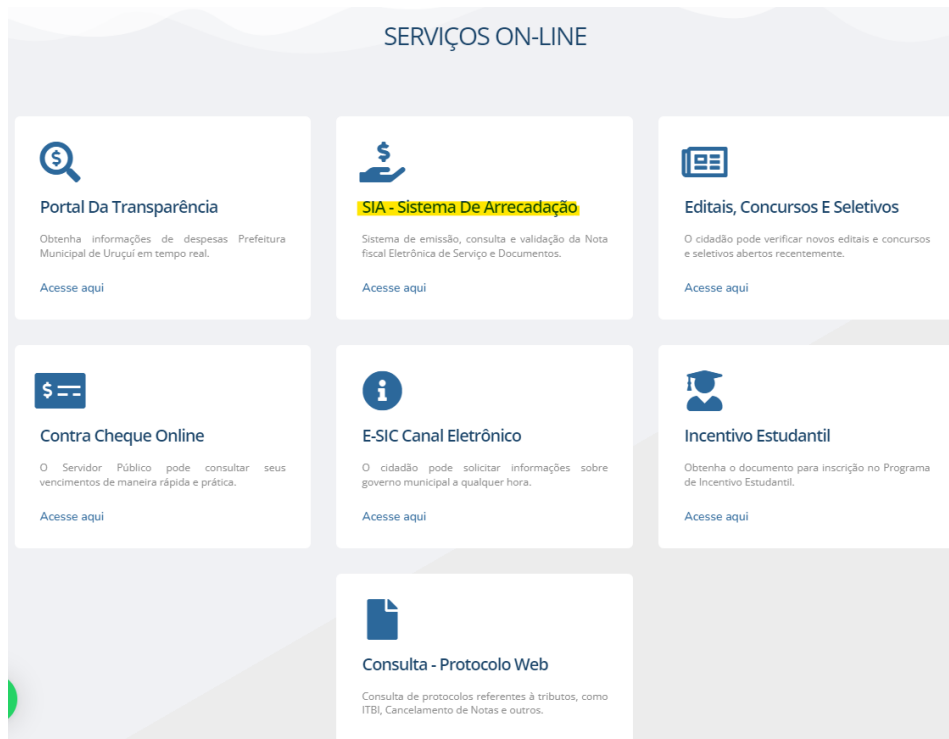 SERVIÇOS ON-LINE
Portal Da Transparência
Obtenha informações de despesas Prefeitura
Municipal de Uruçuí em tempo real.
Acesse aqui
SIA - Sistema De Arrecadação
Sistema de emissão, consulta e validação da Nota
fiscal Eletrônica de Serviço e Documentos.
Acesse aqui
Editais, Concursos E Seletivos
O cidadão pode verificar novos editais e concursos
e seletivos abertos recentemente.
Acesse aqui
Contra Cheque Online
O Servidor Público pode consultar seus
vencimentos de maneira rápida e prática.
Acesse aqui
E-SIC Canal Eletrônico
O cidadão pode solicitar informações sobre
governo municipal a qualquer hora.
Acesse aqui
Incentivo Estudantil
Obtenha o documento para inscrição no Programa
de Incentivo Estudantil.
Acesse aqui
Consulta - Protocolo Web
Consulta de protocolos referentes à tributos, como
ITBI, Cancelamento de Notas e outros.